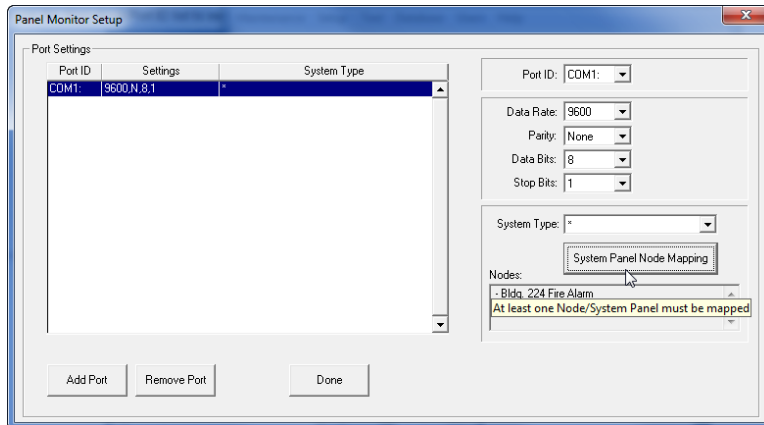 Panel Monitor Setup
Port Settings
Port ID Settings System Type
COM1: 9600,N,8,1 *
Port ID: COM1:
Data Rate: 9600
Parity: None
Data Bits: 8
Stop Bits: 1
System Type: *
System Panel Node Mapping
Nodes:
- Bldg. 224 Fire Alarm
At least one Node/System Panel must be mapped
Add Port Remove Port Done